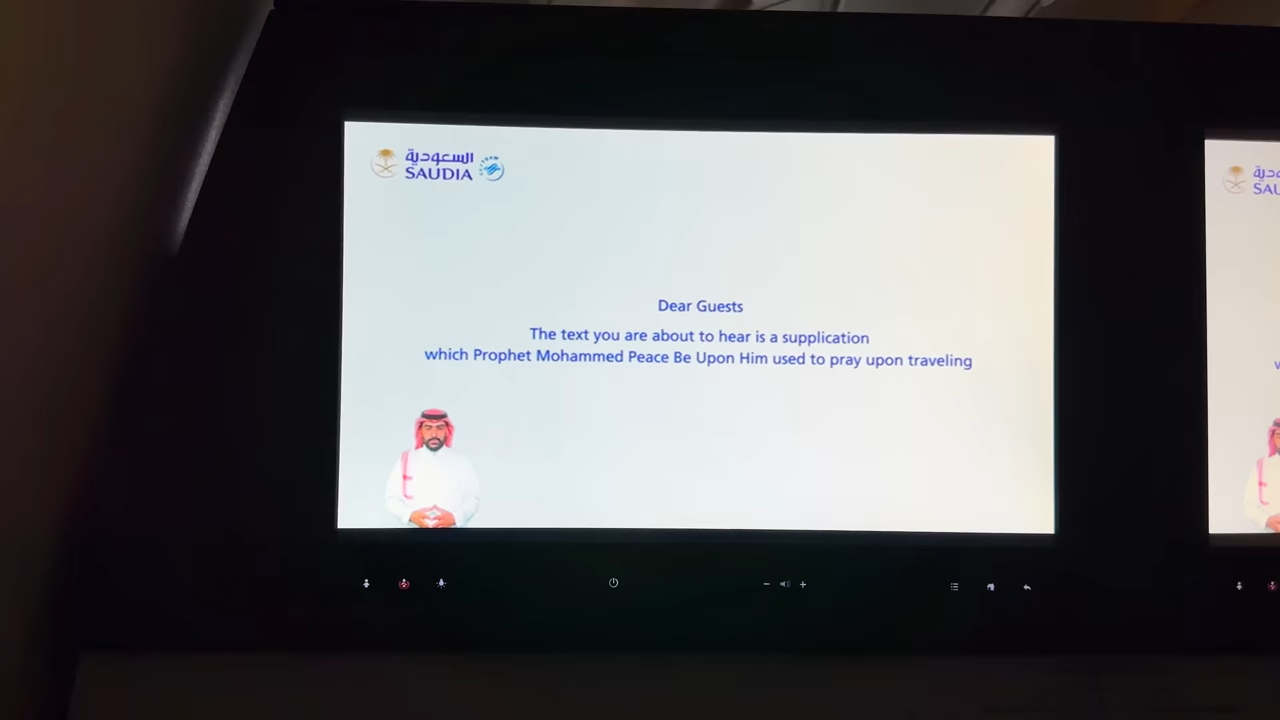 السعودية
SAUDIA
SKYTEAM
Dear Guests
The text you are about to hear is a supplication
which Prophet Mohammed Peace Be Upon Him used to pray upon traveling